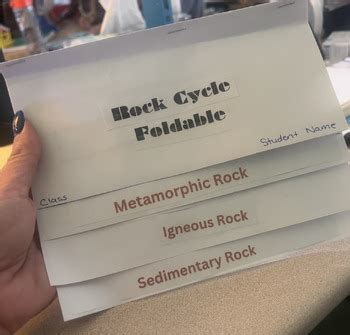 Rock Cycle
Foldable
Student Name
Class
Metamorphic Rock
Igneous Rock
Sedimentary Rock